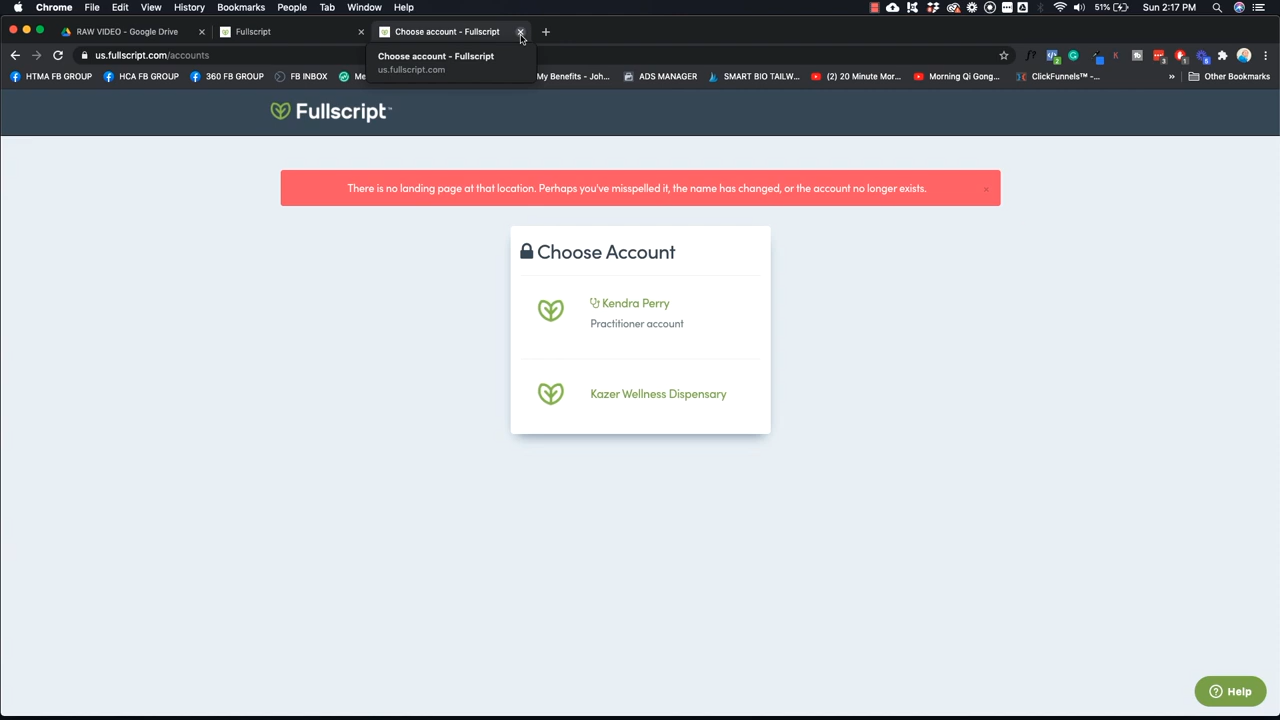 Chrome File Edit View History Bookmarks People Tab Window Help 51% Sun 2:17 PM
RAW VIDEO - Google Drive Fullscript Choose account - Fullscript
us.fullscript.com/accounts
Choose account - Fullscript
us.fullscript.com
HTMA FB GROUP HCA FB GROUP 360 FB GROUP FB INBOX Me My Benefits - Joh... ADS MANAGER SMART BIO TAILW... (2) 20 Minute Mor... Morning Qi Gong... ClickFunnels™-... » Other Bookmarks
Fullscript™
There is no landing page at that location. Perhaps you've misspelled it, the name has changed, or the account no longer exists. ×
Choose Account
Kendra Perry
Practitioner account
Kazer Wellness Dispensary
Help